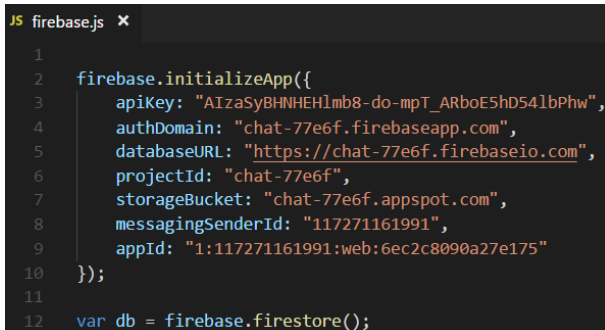 JS firebase.js ×
1
2 firebase.initializeApp({
3 apiKey: "AIzaSyBHNHEHlmb8-do-mpT_ARboE5hD54lbPhw",
4 authDomain: "chat-77e6f.firebaseapp.com",
5 databaseURL: "https://chat-77e6f.firebaseio.com",
6 projectId: "chat-77e6f",
7 storageBucket: "chat-77e6f.appspot.com",
8 messagingSenderId: "117271161991",
9 appId: "1:117271161991:web:6ec2c8090a27e175"
10 });
11
12 var db = firebase.firestore();